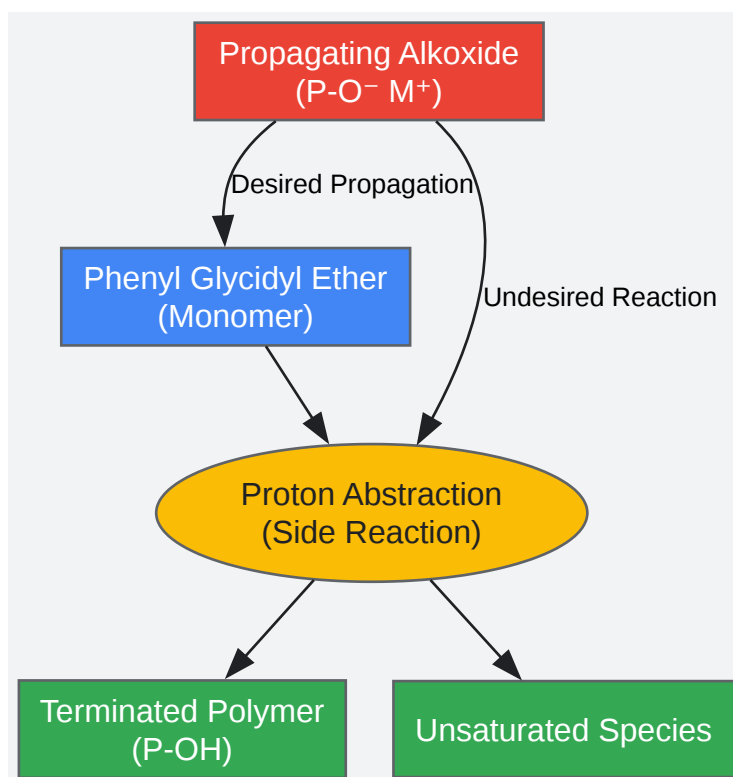 Propagating Alkoxide
(P-O⁻ M⁺)
Desired Propagation
Phenyl Glycidyl Ether
(Monomer)
Undesired Reaction
Proton Abstraction
(Side Reaction)
Terminated Polymer
(P-OH)
Unsaturated Species